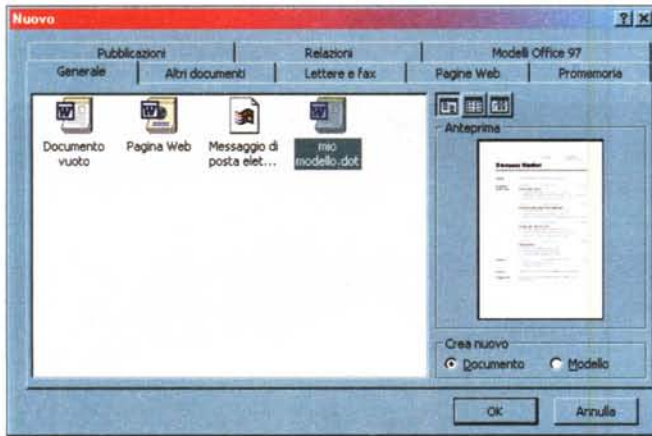 Nuovo
Pubblicazioni
Relazioni
Modelli Office 97
Generale
Altri documenti
Lettere e fax
Pagine Web
Promemoria
Documento vuoto
Pagina Web
Messaggio di posta elet...
mio modello.dot
Anteprima
Crea nuovo
Documento
Modello
OK
Annulla